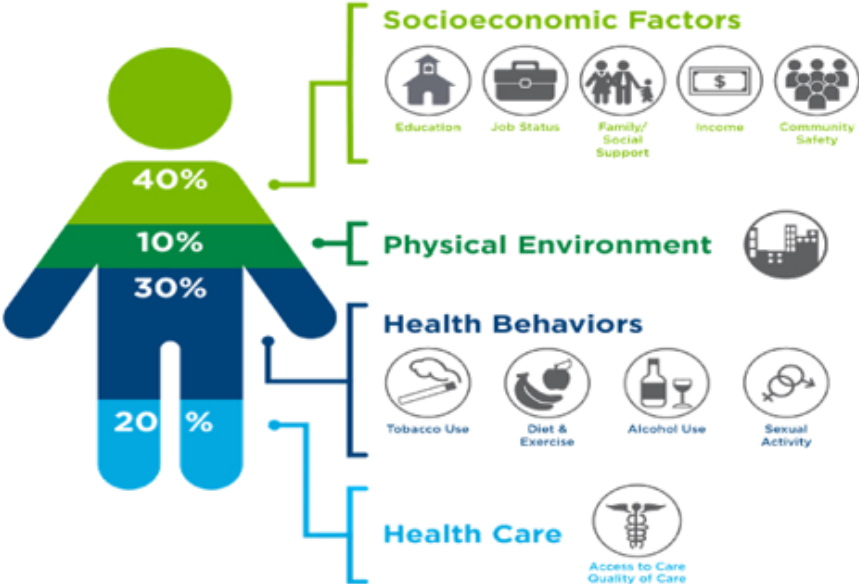 Socioeconomic Factors
$
Education
Job Status
Family/
Social
Support
Income
Community
Safety
40%
10%
Physical Environment
30%
Health Behaviors
Tobacco Use
Diet &
Exercise
Alcohol Use
Sexual
Activity
20 %
Health Care
Access to Care
Quality of Care